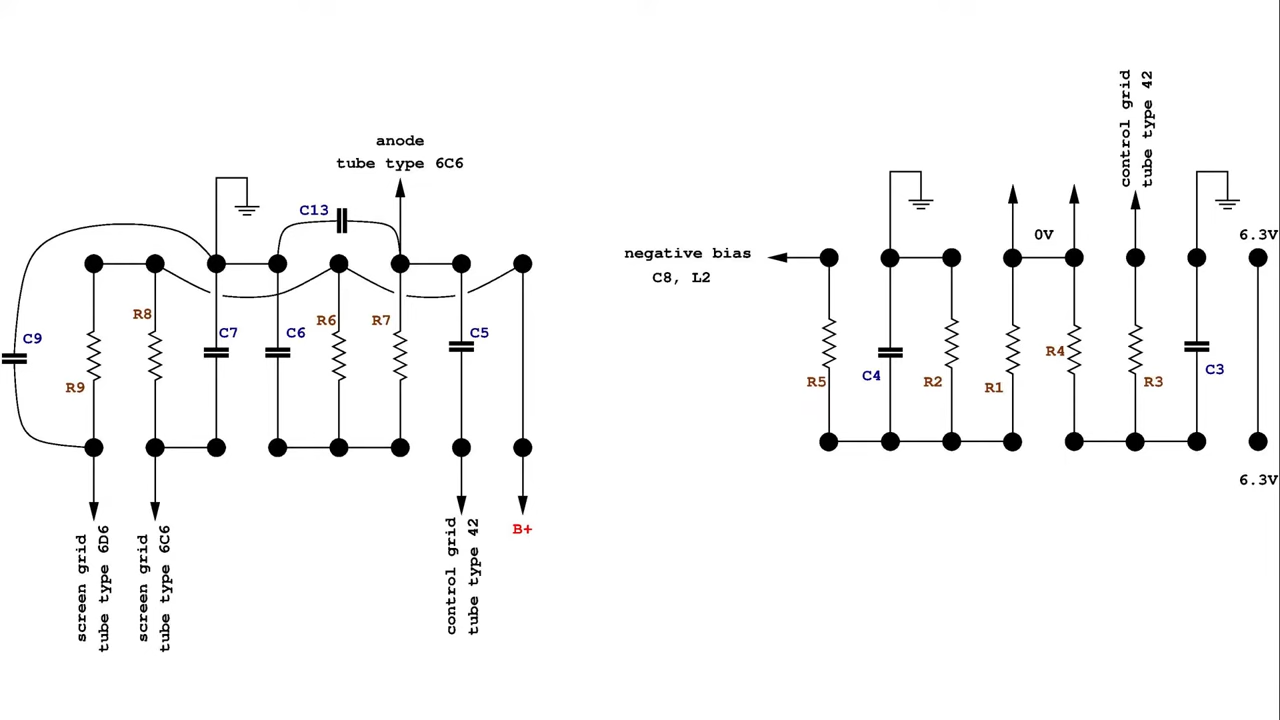 anode
tube type 6C6
C13
C9
R8
C7
C6
R6
R7
C5
R9
screen grid
tube type 6D6
screen grid
tube type 6C6
control grid
tube type 42
B+
negative bias
C8, L2
control grid
tube type 42
0V
6.3V
R5
C4
R2
R1
R4
R3
C3
6.3V